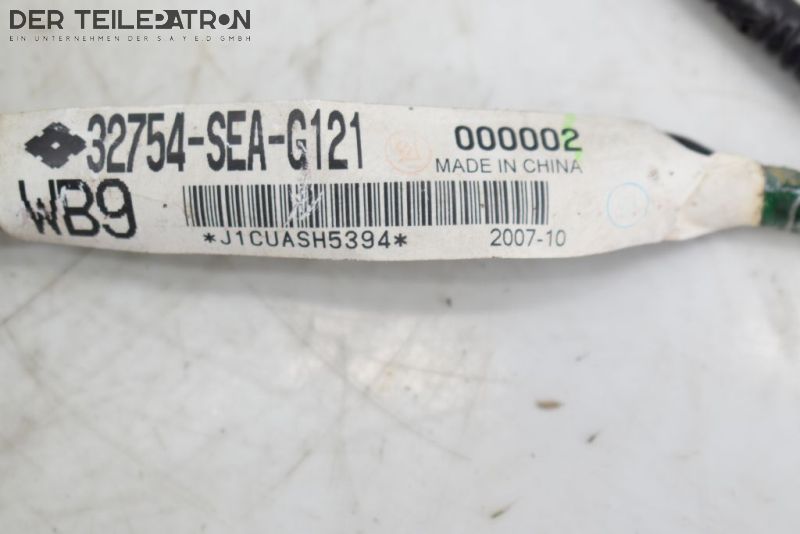 DER TEILEPATRON
EIN UNTERNEHMEN DER S.A Y E.D GMBH
32754-SEA-G121
000002
MADE IN CHINA
WB9
*J1CUASH5394*
2007-10